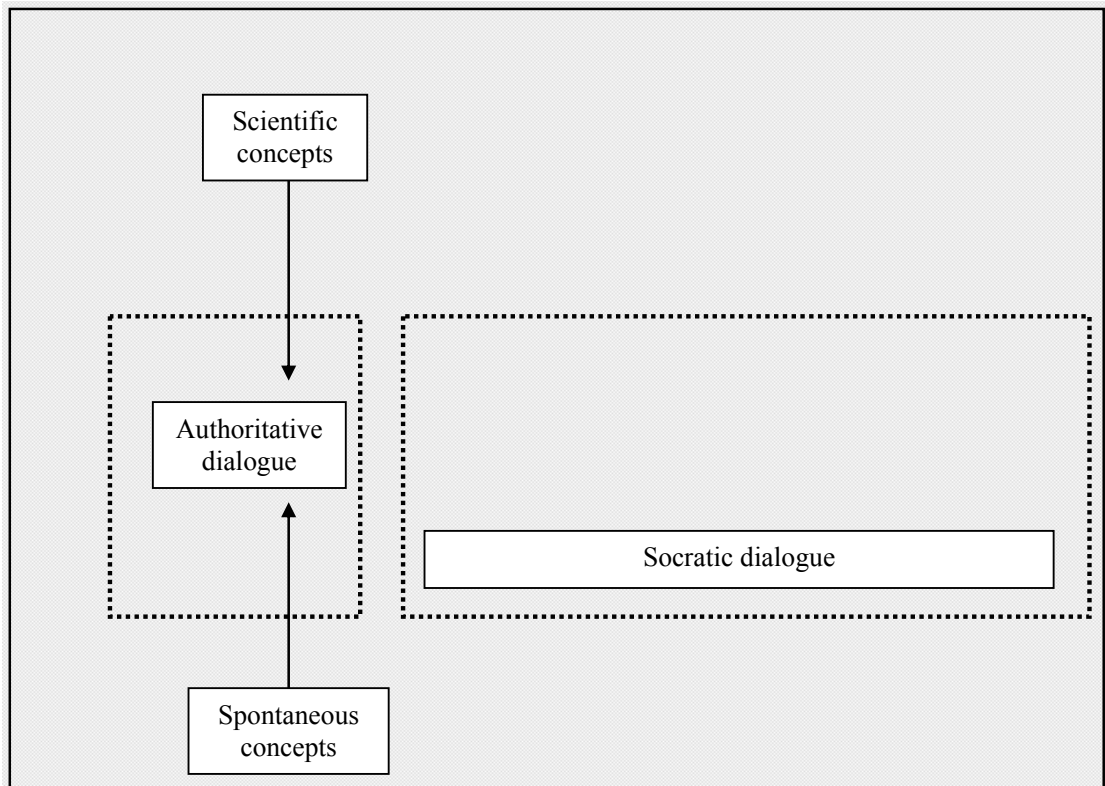 Scientific
concepts
Authoritative
dialogue
Socratic dialogue
Spontaneous
concepts